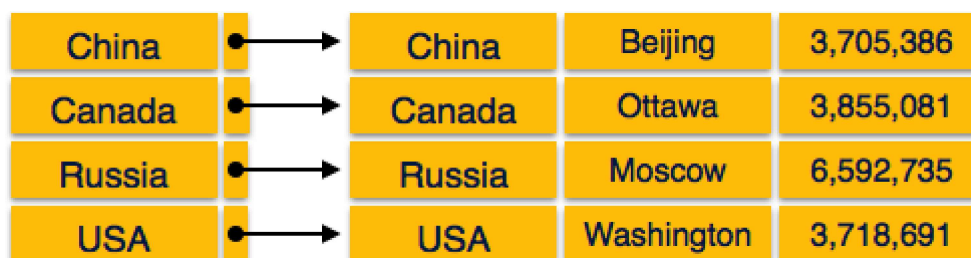 China China Beijing 3,705,386
Canada Canada Ottawa 3,855,081
Russia Russia Moscow 6,592,735
USA USA Washington 3,718,691